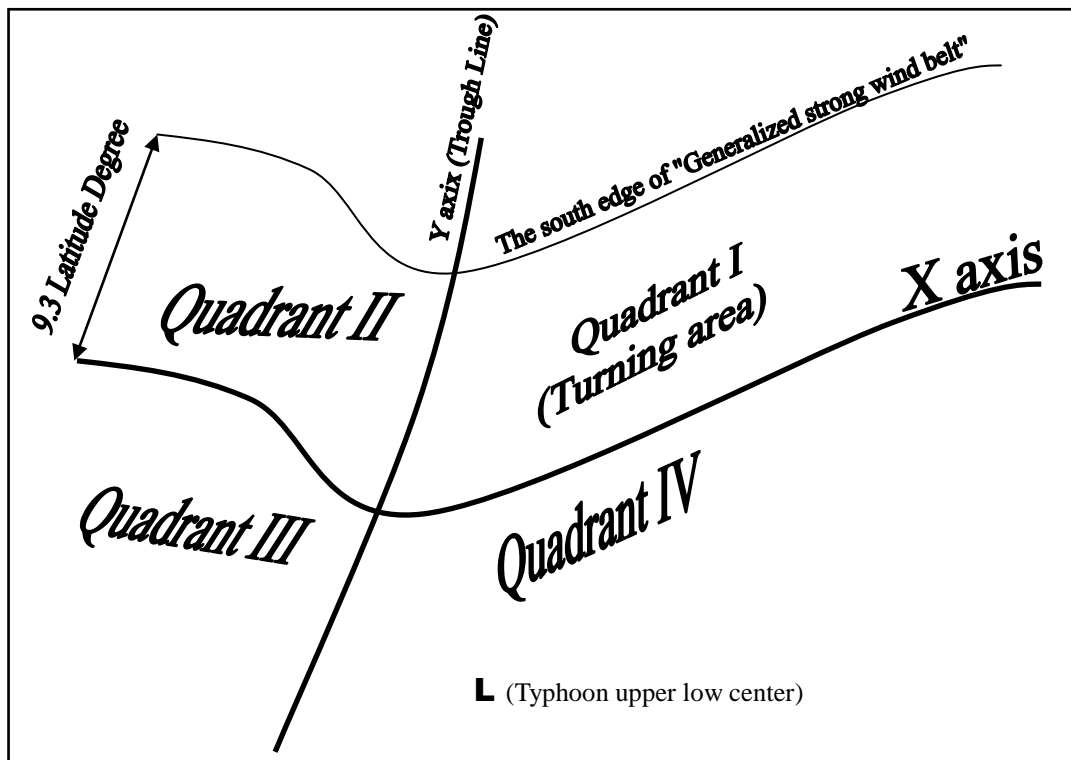 Y axix (Trough Line)
The south edge of "Generalized strong wind belt"
9.3 Latitude Degree
Quadrant II
Quadrant I
(Turning area)
X axis
Quadrant III
Quadrant IV
L (Typhoon upper low center)